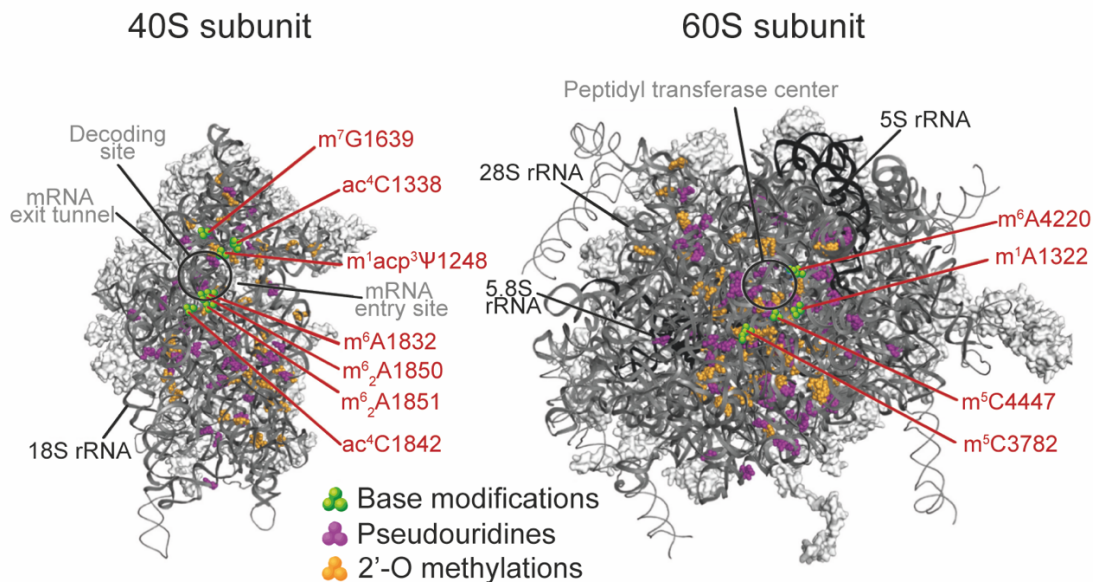 40S subunit
60S subunit
Decoding
site
mRNA
exit tunnel
m⁷G1639
ac⁴C1338
m¹acp³Ψ1248
mRNA
entry site
m⁶A1832
m⁶₂A1850
m⁶₂A1851
ac⁴C1842
18S rRNA
Peptidyl transferase center
5S rRNA
28S rRNA
5.8S
rRNA
m⁶A4220
m¹A1322
m⁵C4447
m⁵C3782
Base modifications
Pseudouridines
2'-O methylations